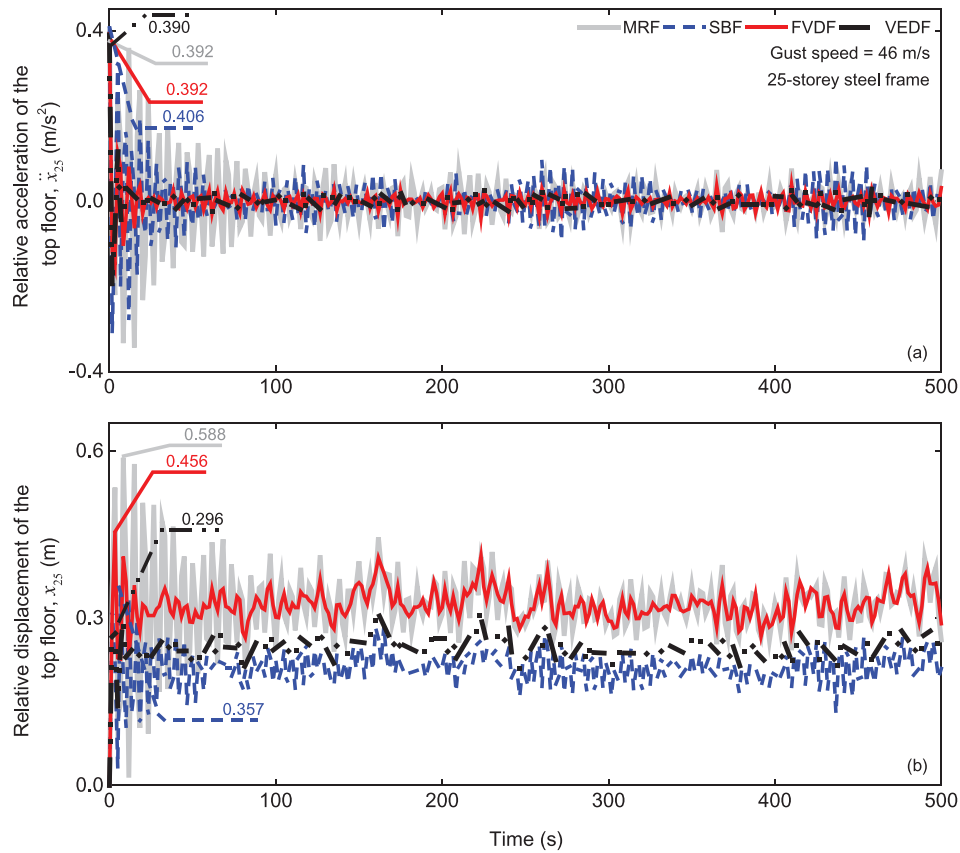 0.4
0.390
0.392
0.392
0.406
MRF SBF FVDF VEDF
Gust speed = 46 m/s
25-storey steel frame
Relative acceleration of the
top floor, ẍ₂₅ (m/s²)
0.0
-0.4
(a)
0 100 200 300 400 500
0.6
0.588
0.456
0.296
Relative displacement of the
top floor, x₂₅ (m)
0.3
0.357
0.0
(b)
0 100 200 300 400 500
Time (s)